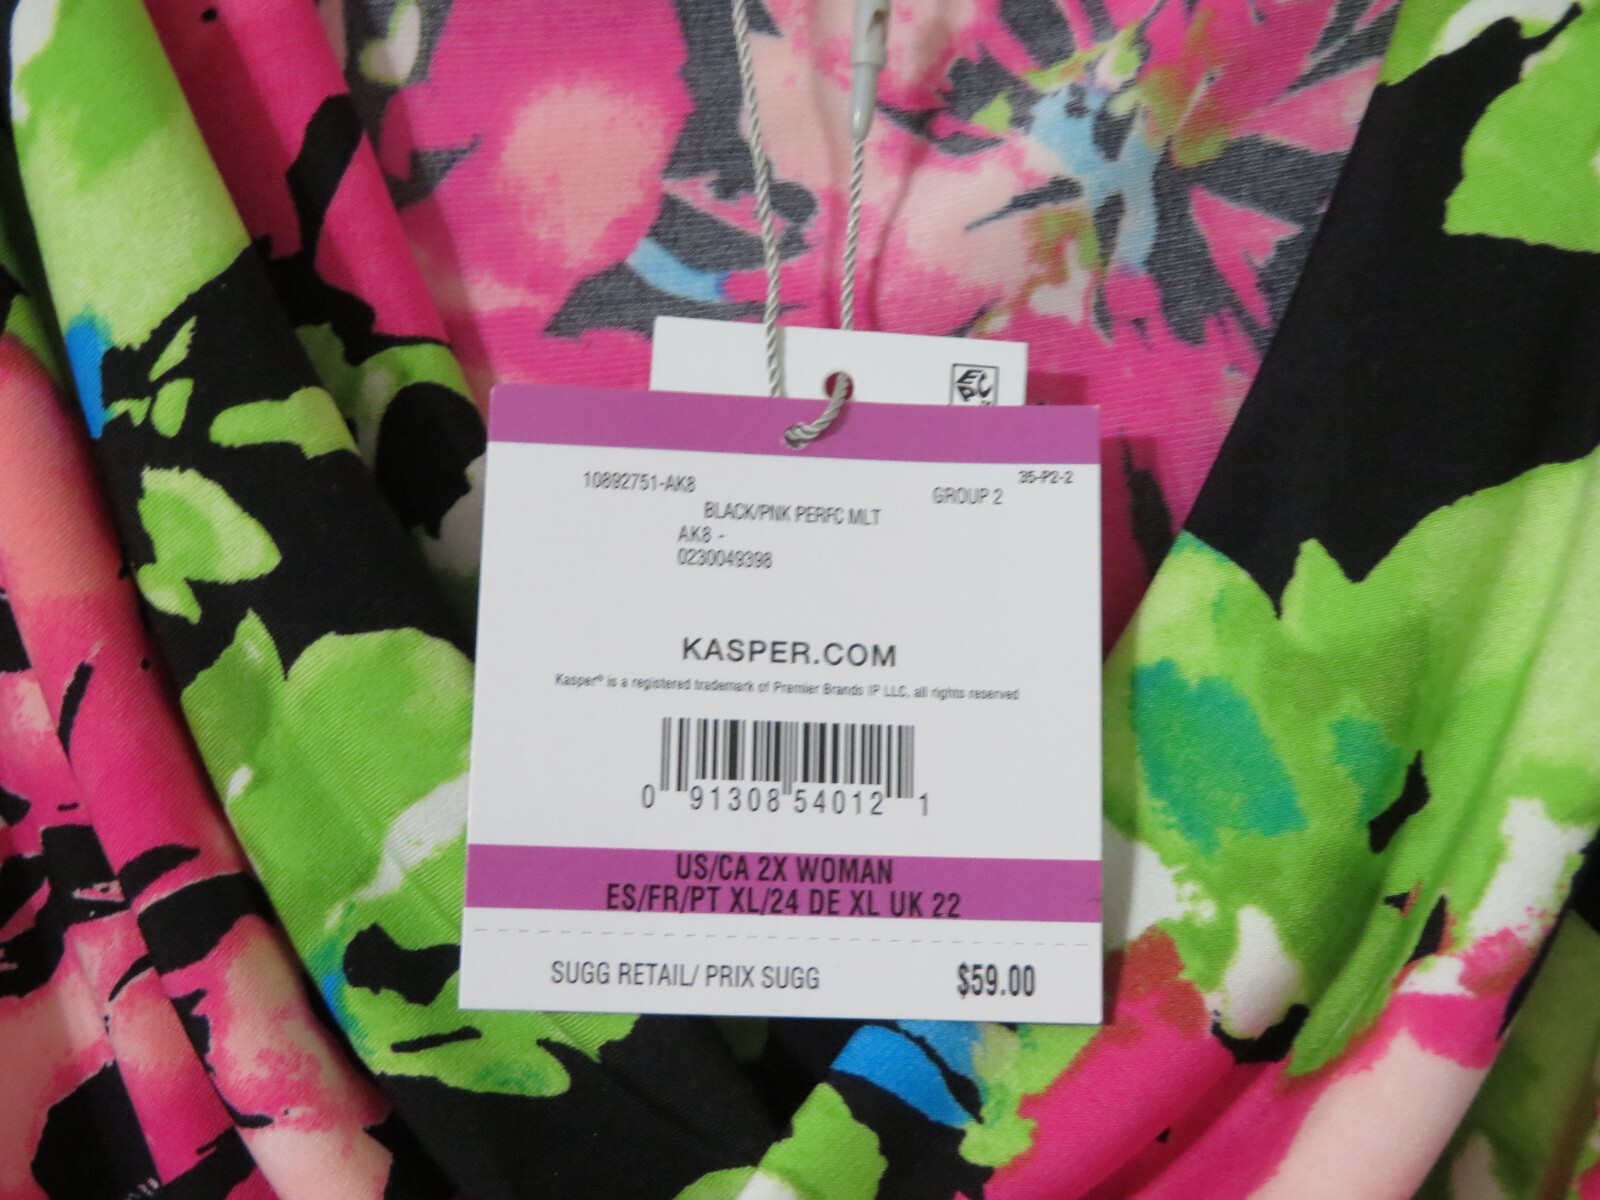 EPC
10892751-AK8
35-P2-2
GROUP 2
BLACK/PNK PERFC MLT
AK8 -
0230049398
KASPER.COM
Kasper® is a registered trademark of Premier Brands IP LLC, all rights reserved
0 91308 54012 1
US/CA 2X WOMAN
ES/FR/PT XL/24 DE XL UK 22
SUGG RETAIL/ PRIX SUGG $59.00